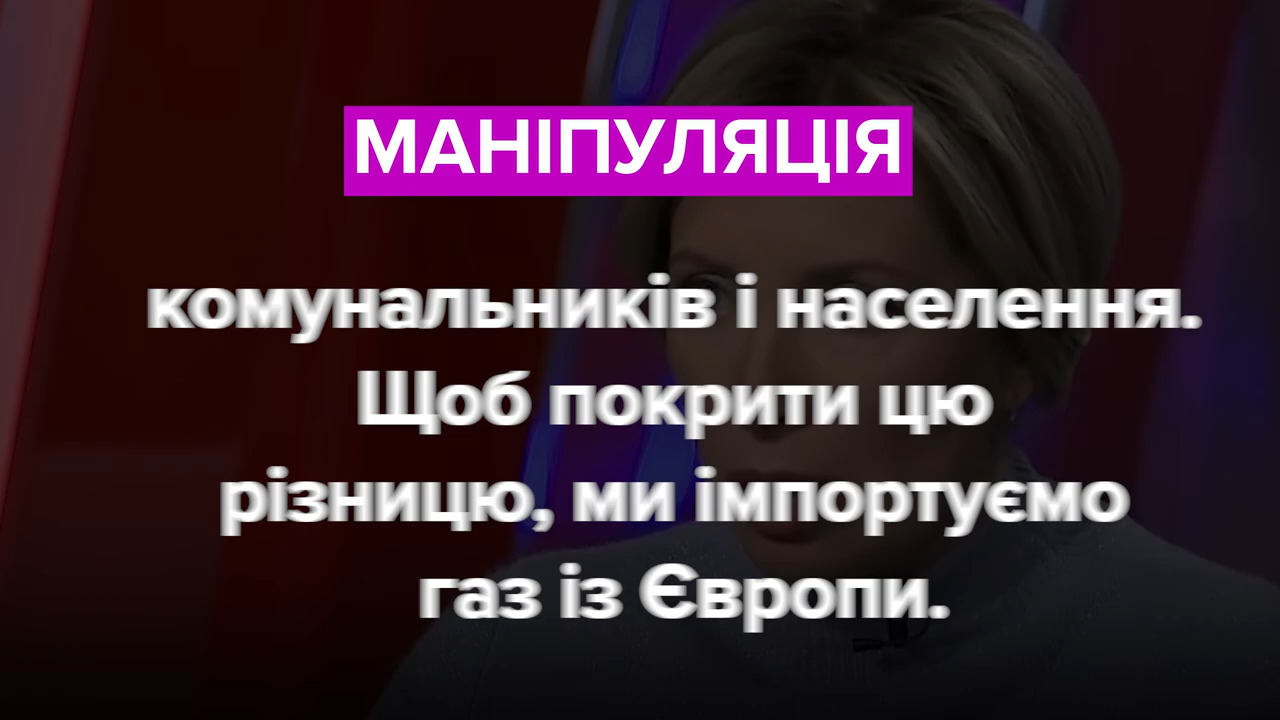 МАНІПУЛЯЦІЯ
комунальників і населення.
Щоб покрити цю
різницю, ми імпортуємо
газ із Європи.